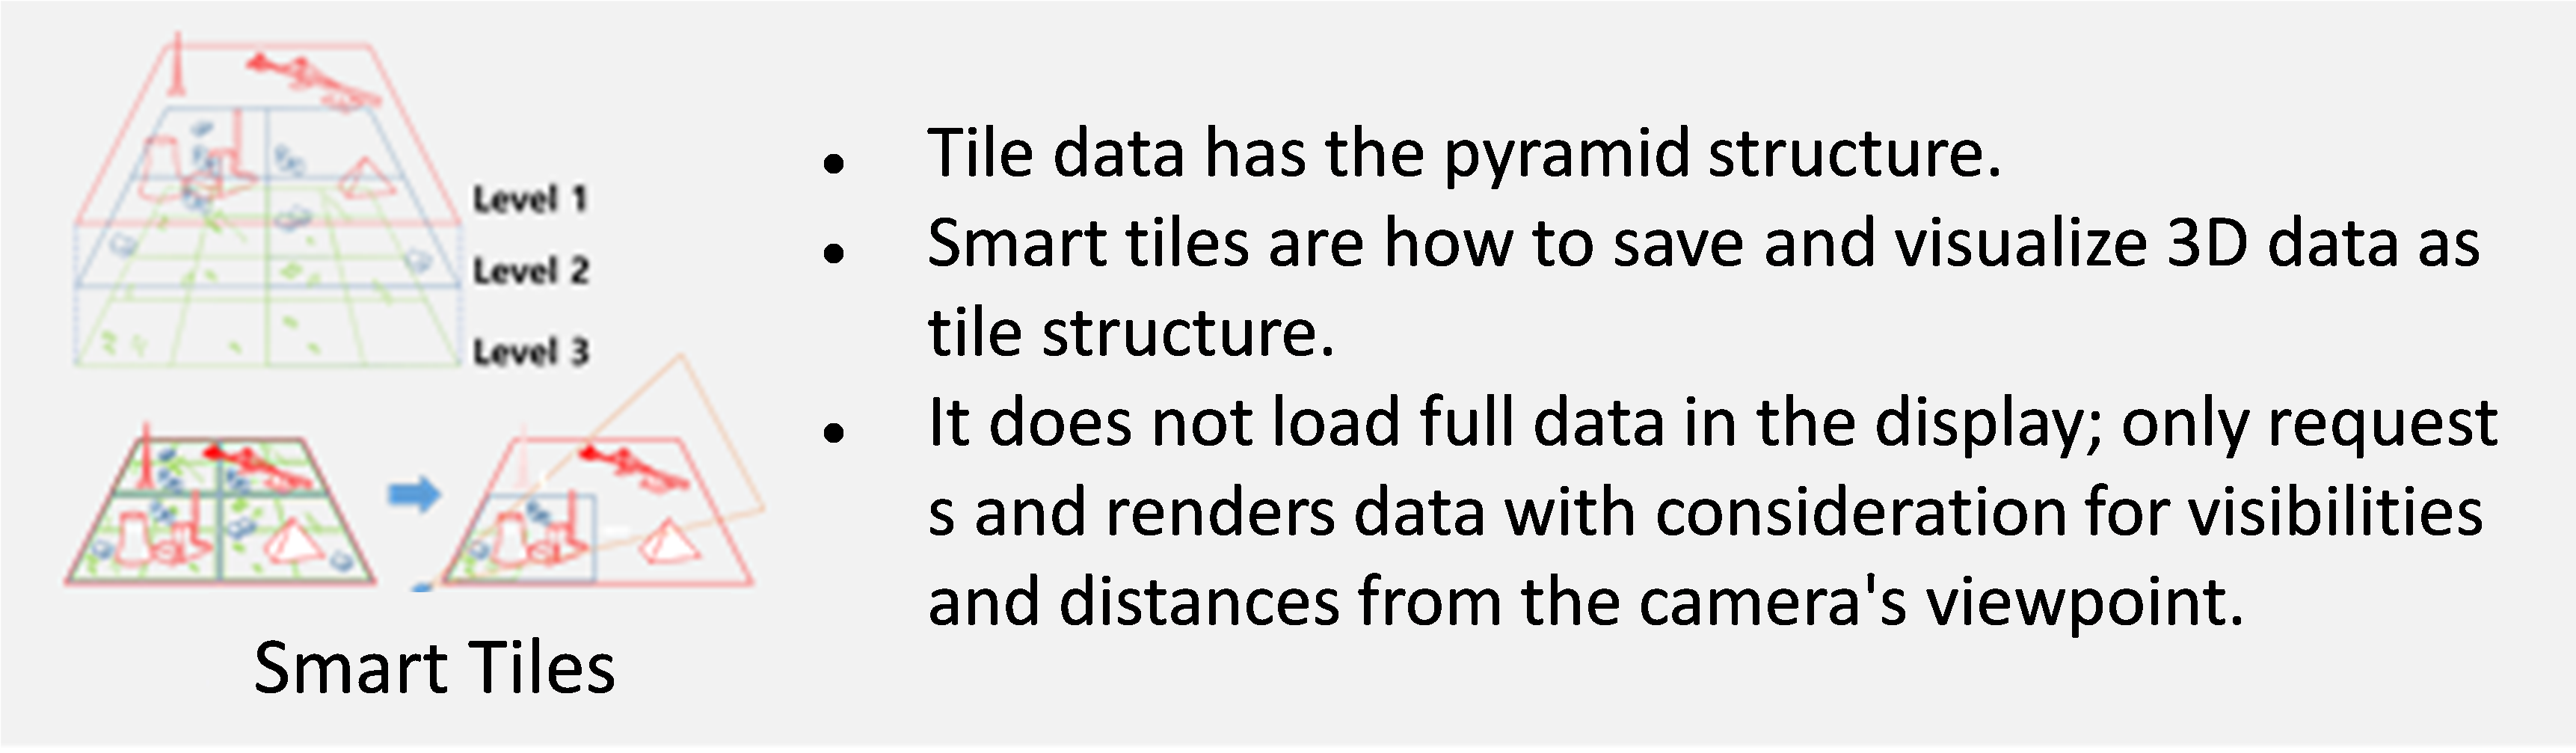 Level 1
Level 2
Level 3
Smart Tiles
• Tile data has the pyramid structure.
• Smart tiles are how to save and visualize 3D data as
tile structure.
• It does not load full data in the display; only request
s and renders data with consideration for visibilities
and distances from the camera's viewpoint.